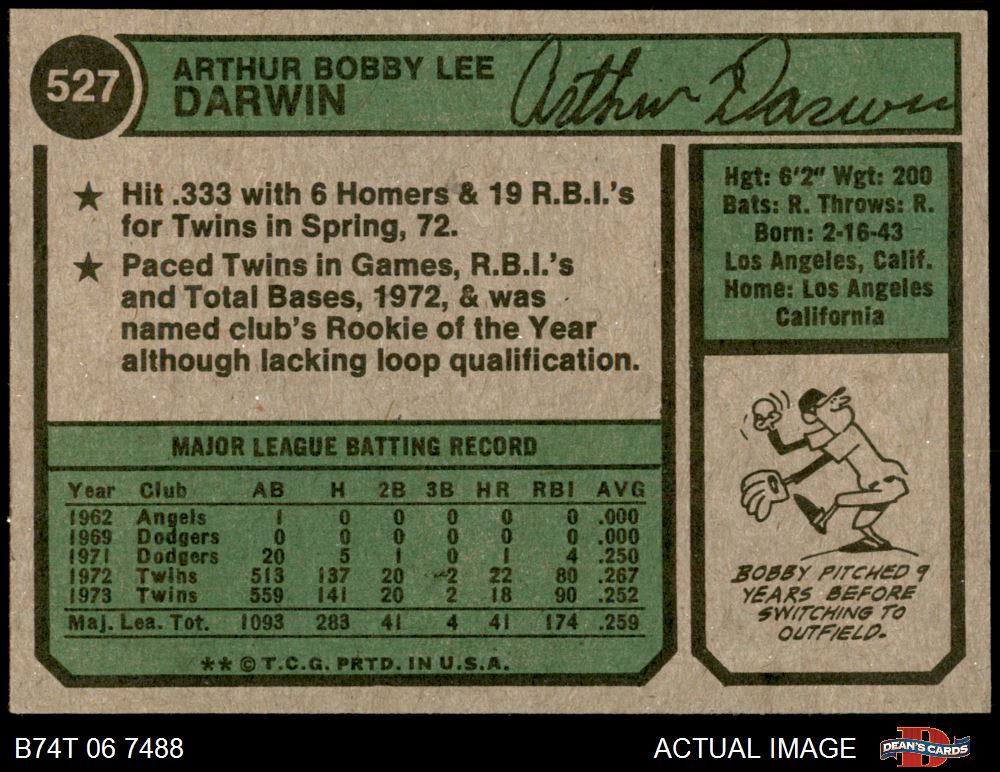 527
ARTHUR BOBBY LEE
DARWIN
Arthur Darwin
★ Hit .333 with 6 Homers & 19 R.B.I.'s
for Twins in Spring, 72.
★ Paced Twins in Games, R.B.I.'s
and Total Bases, 1972, & was
named club's Rookie of the Year
although lacking loop qualification.
Hgt: 6'2" Wgt: 200
Bats: R. Throws: R.
Born: 2-16-43
Los Angeles, Calif.
Home: Los Angeles
California
MAJOR LEAGUE BATTING RECORD
Year Club AB H 2B 3B HR RBI AVG
1962 Angels 1 0 0 0 0 0 .000
1969 Dodgers 0 0 0 0 0 0 .000
1971 Dodgers 20 5 1 0 1 4 .250
1972 Twins 513 137 20 2 22 80 .267
1973 Twins 559 141 20 2 18 90 .252
Maj. Lea. Tot. 1093 283 41 4 41 174 .259
** © T.C.G. PRTD. IN U.S.A.
BOBBY PITCHED 9
YEARS BEFORE
SWITCHING TO
OUTFIELD.
B74T 06 7488
ACTUAL IMAGE
DEAN'S CARDS